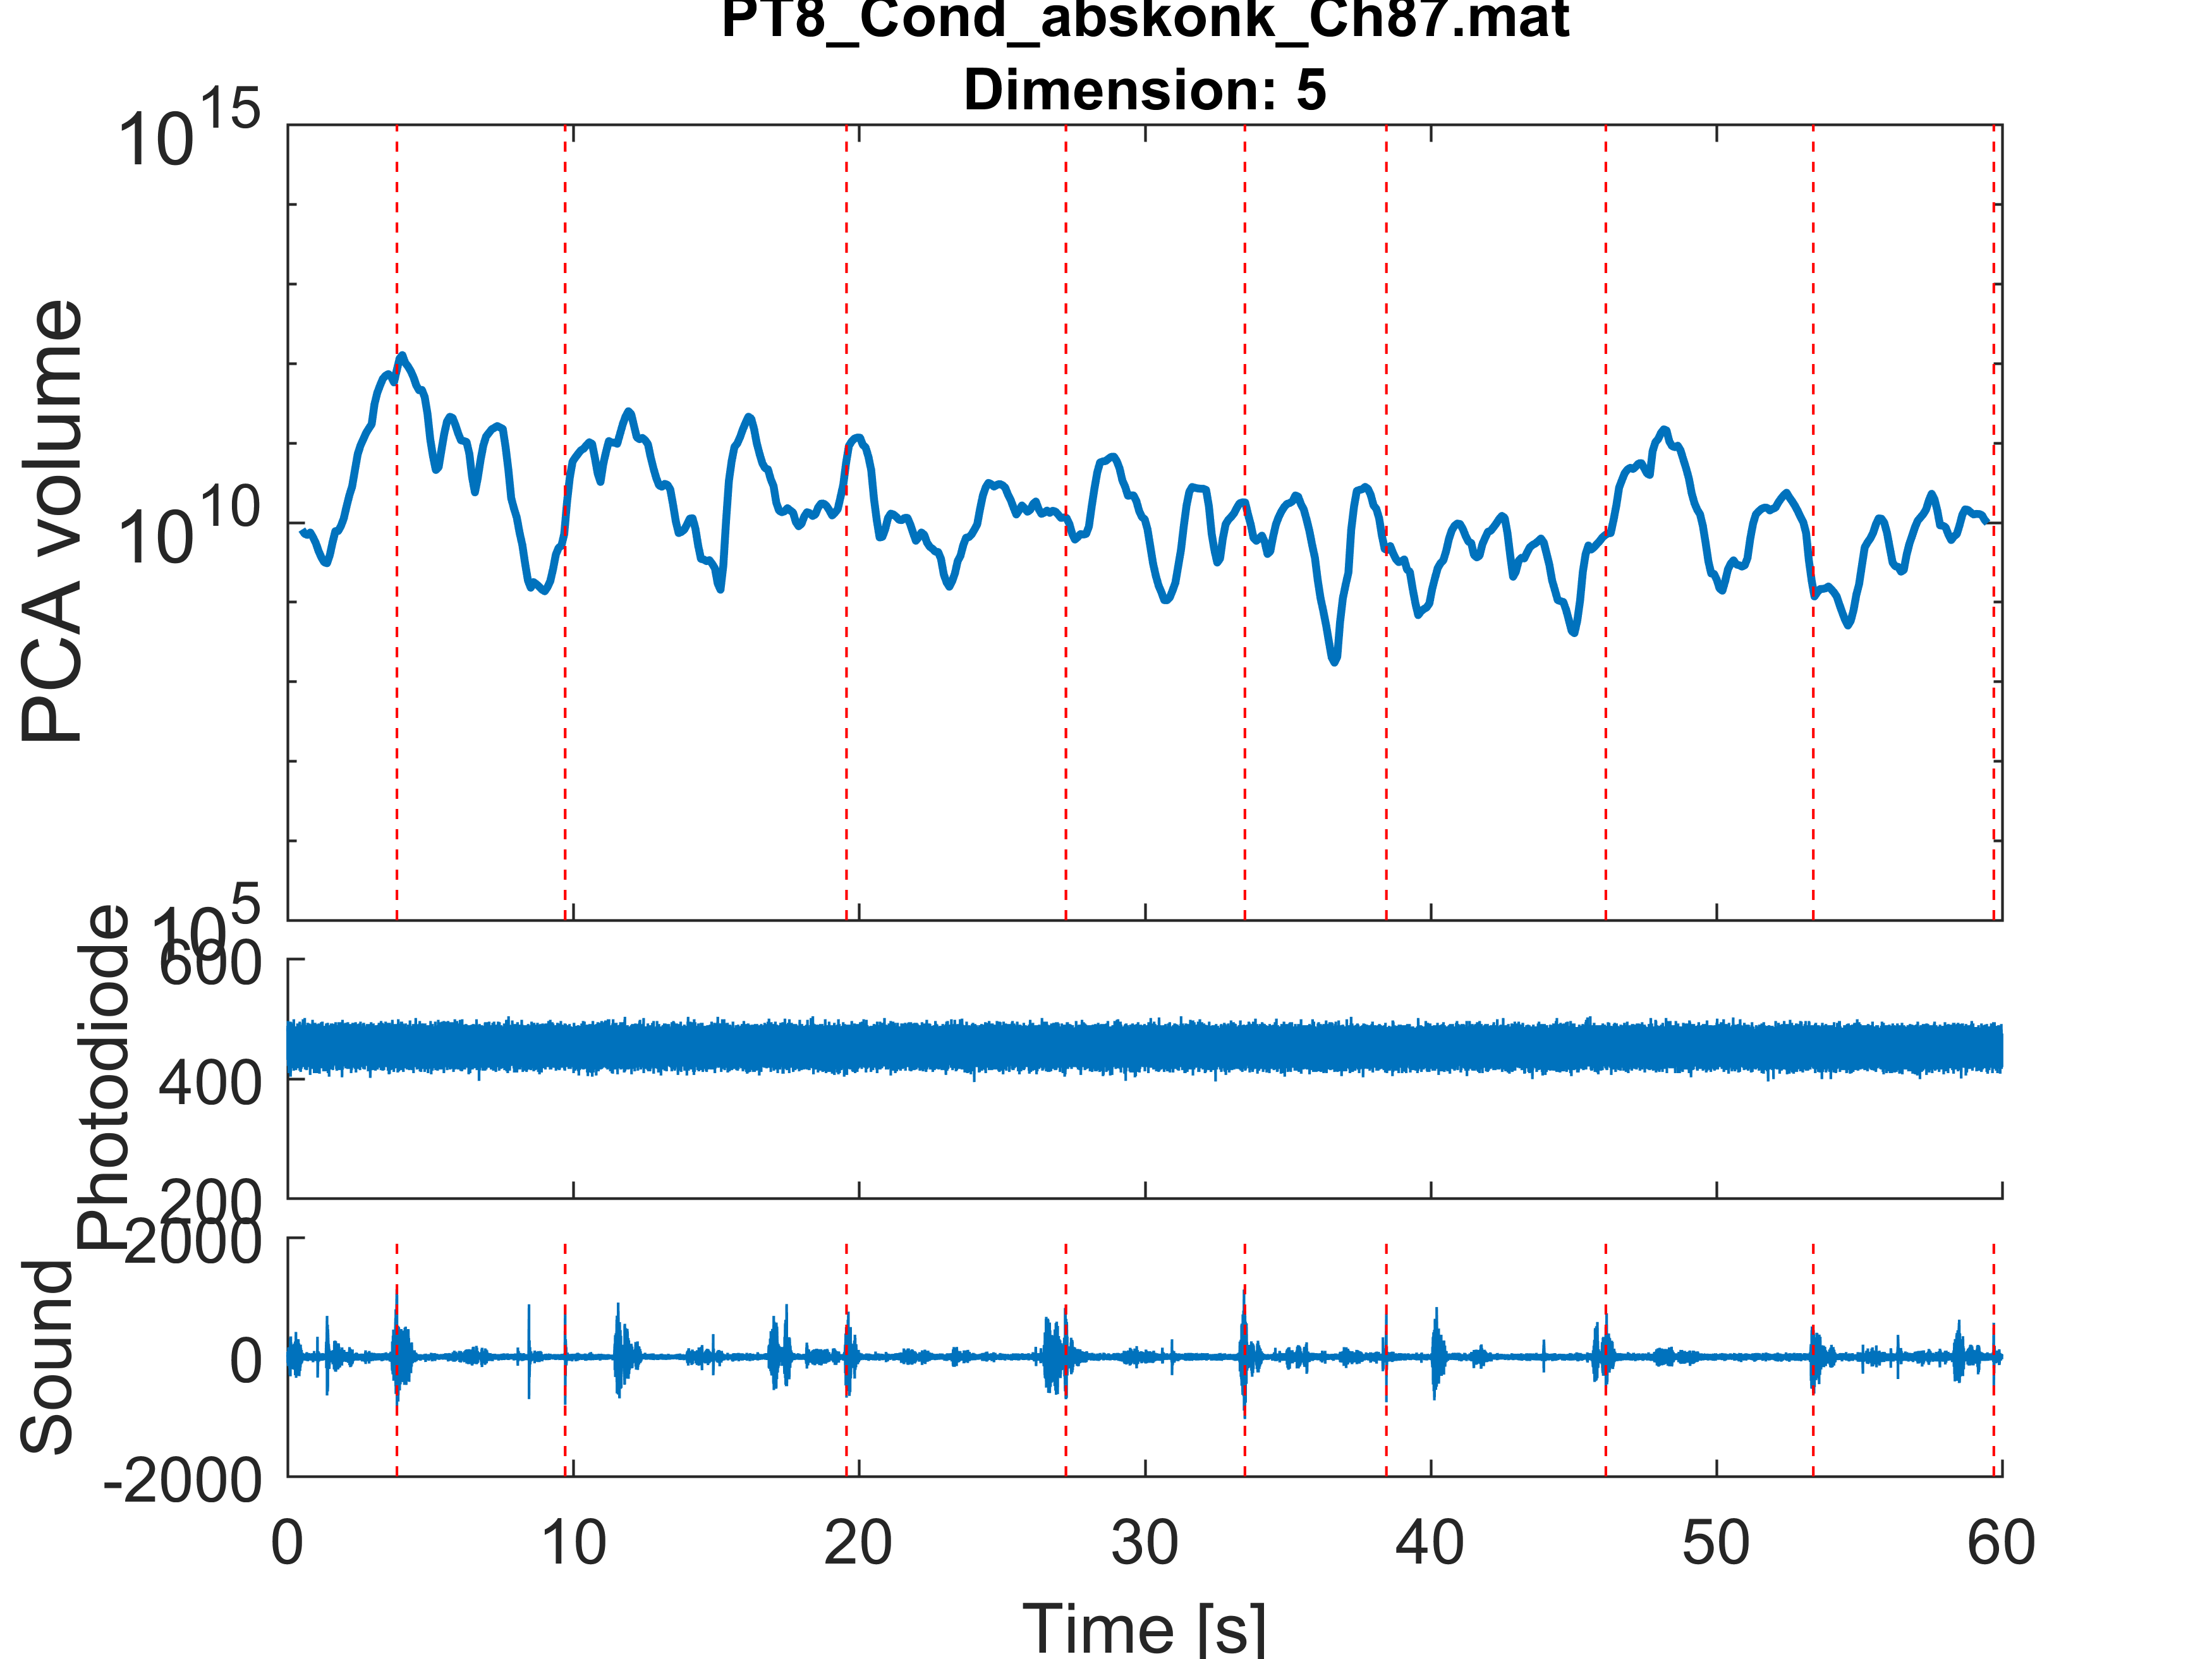 PT8_Cond_abskonk_Ch87.mat
Dimension: 5
10^15
10^10
10^5
PCA volume
600
400
200
Photodiode
2000
0
-2000
Sound
0 10 20 30 40 50 60
Time [s]